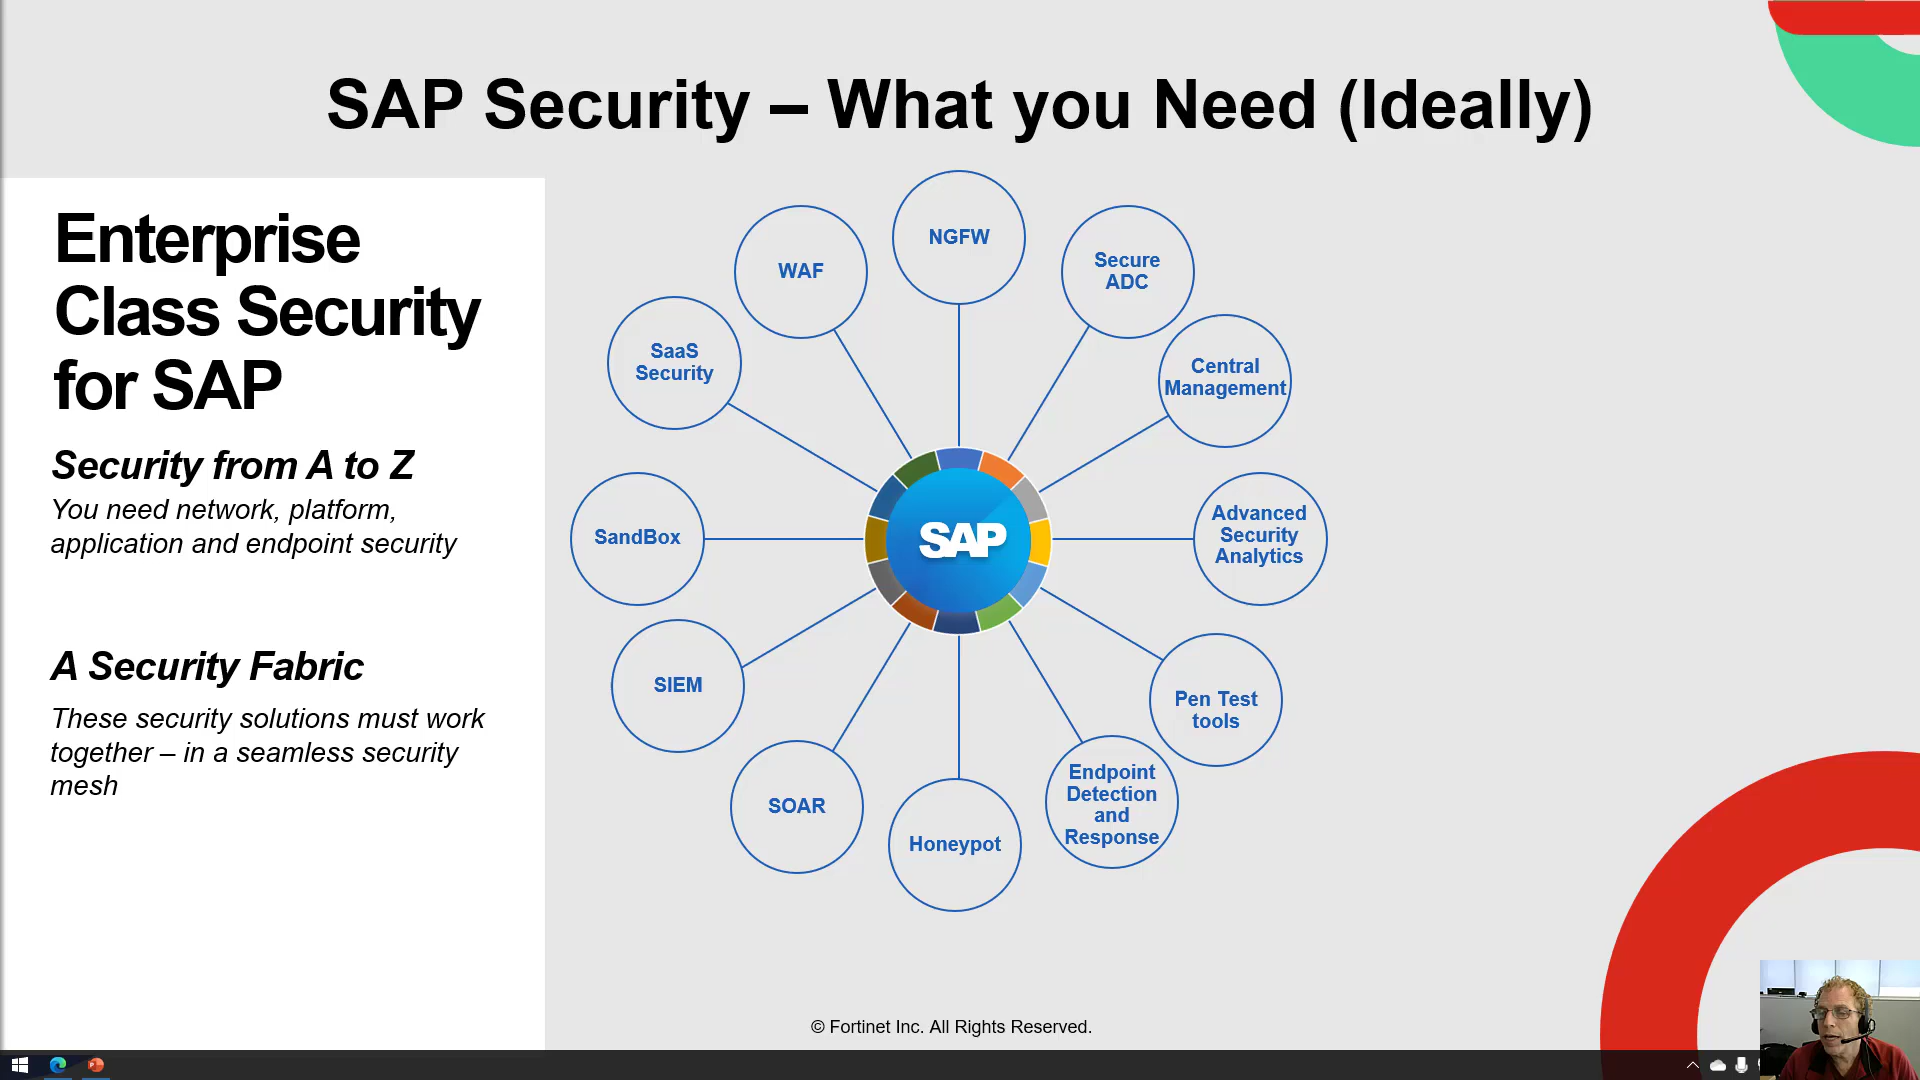 SAP Security – What you Need (Ideally)
Enterprise
Class Security
for SAP
Security from A to Z
You need network, platform,
application and endpoint security
A Security Fabric
These security solutions must work
together – in a seamless security
mesh
NGFW
WAF
Secure
ADC
SaaS
Security
Central
Management
SandBox
SAP
Advanced
Security
Analytics
SIEM
Pen Test
tools
SOAR
Honeypot
Endpoint
Detection
and
Response
© Fortinet Inc. All Rights Reserved.